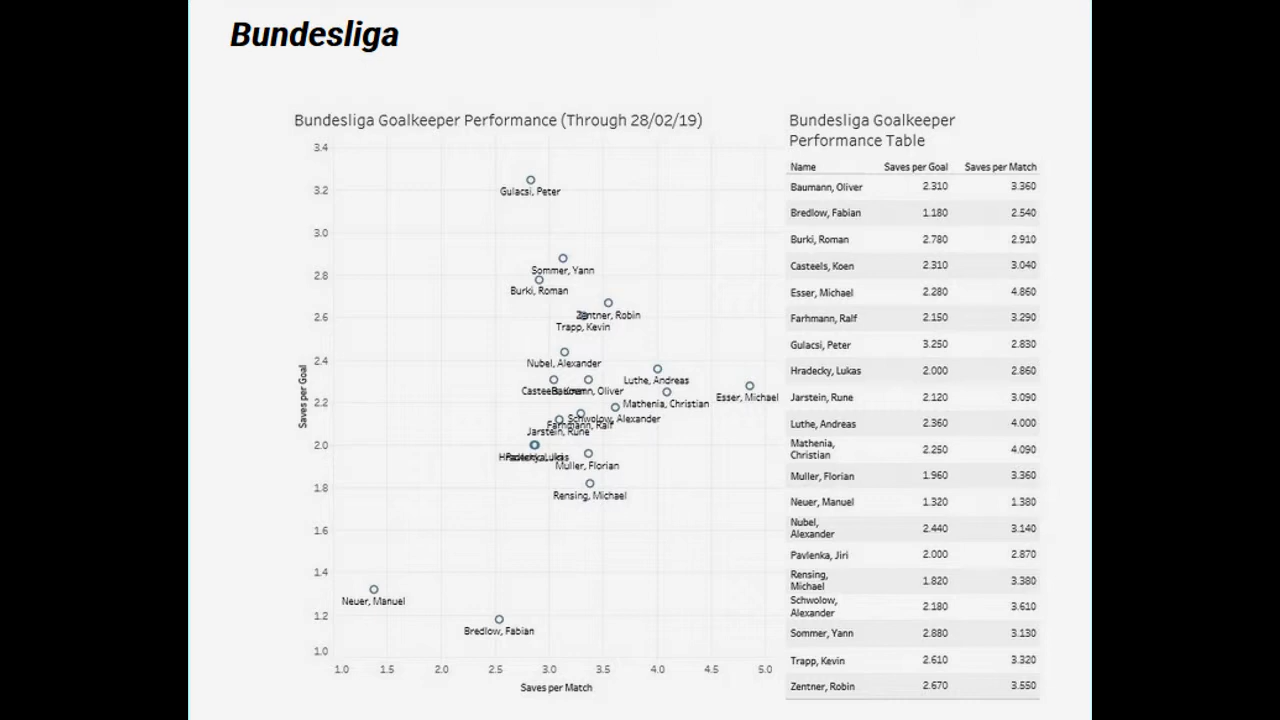 Bundesliga
Bundesliga Goalkeeper Performance (Through 28/02/19)
3.4
3.2
3.0
2.8
2.6
2.4
2.2
2.0
1.8
1.6
1.4
1.2
1.0
Saves per Goal
Gulacsi, Peter
Sommer, Yann
Burki, Roman
Zentner, Robin
Trapp, Kevin
Nubel, Alexander
Luthe, Andreas
Casteels, Koen
Baumann, Oliver
Esser, Michael
Mathenia, Christian
Schwolow, Alexander
Farhmann, Ralf
Jarstein, Rune
Hradecky, Lukas
Pavlenka, Jiri
Muller, Florian
Rensing, Michael
Neuer, Manuel
Bredlow, Fabian
1.0 1.5 2.0 2.5 3.0 3.5 4.0 4.5 5.0
Saves per Match
Bundesliga Goalkeeper
Performance Table
Name Saves per Goal Saves per Match
Baumann, Oliver 2.310 3.360
Bredlow, Fabian 1.180 2.540
Burki, Roman 2.780 2.910
Casteels, Koen 2.310 3.040
Esser, Michael 2.280 4.860
Farhmann, Ralf 2.150 3.290
Gulacsi, Peter 3.250 2.830
Hradecky, Lukas 2.000 2.860
Jarstein, Rune 2.120 3.090
Luthe, Andreas 2.360 4.000
Mathenia,
Christian 2.250 4.090
Muller, Florian 1.960 3.360
Neuer, Manuel 1.320 1.380
Nubel,
Alexander 2.440 3.140
Pavlenka, Jiri 2.000 2.870
Rensing,
Michael 1.820 3.380
Schwolow,
Alexander 2.180 3.610
Sommer, Yann 2.880 3.130
Trapp, Kevin 2.610 3.320
Zentner, Robin 2.670 3.550